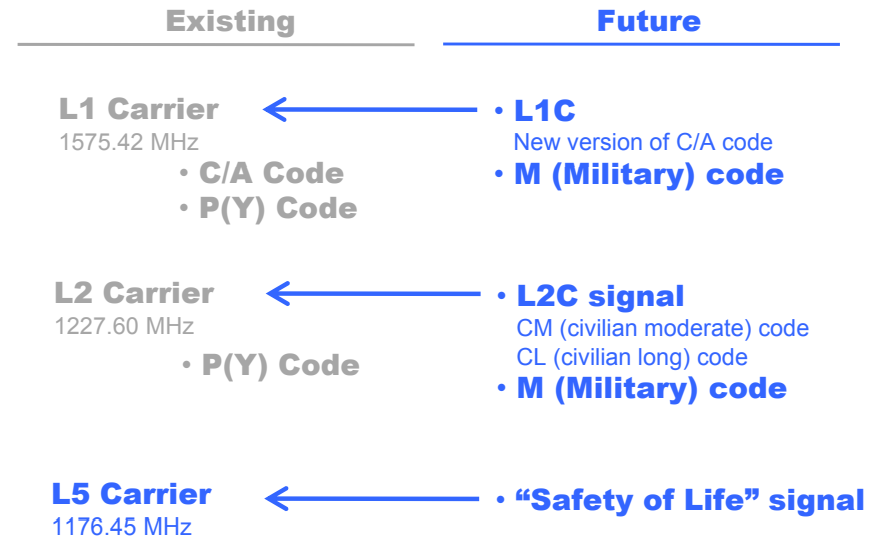 Existing
Future
L1 Carrier
1575.42 MHz
• C/A Code
• P(Y) Code
• L1C
New version of C/A code
• M (Military) code
L2 Carrier
1227.60 MHz
• P(Y) Code
• L2C signal
CM (civilian moderate) code
CL (civilian long) code
• M (Military) code
L5 Carrier
1176.45 MHz
• “Safety of Life” signal